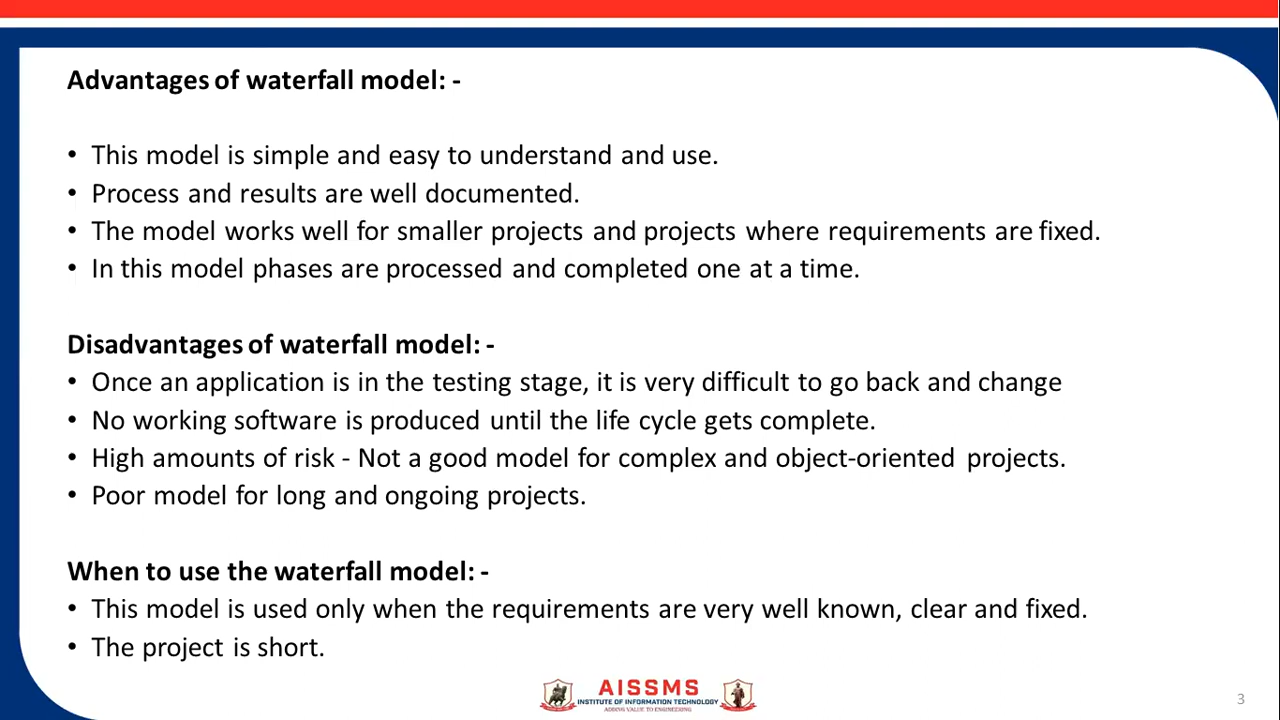 Advantages of waterfall model: -
• This model is simple and easy to understand and use.
• Process and results are well documented.
• The model works well for smaller projects and projects where requirements are fixed.
• In this model phases are processed and completed one at a time.
Disadvantages of waterfall model: -
• Once an application is in the testing stage, it is very difficult to go back and change
• No working software is produced until the life cycle gets complete.
• High amounts of risk - Not a good model for complex and object-oriented projects.
• Poor model for long and ongoing projects.
When to use the waterfall model: -
• This model is used only when the requirements are very well known, clear and fixed.
• The project is short.
AISSMS
INSTITUTE OF INFORMATION TECHNOLOGY
ADDING VALUE TO ENGINEERING
3